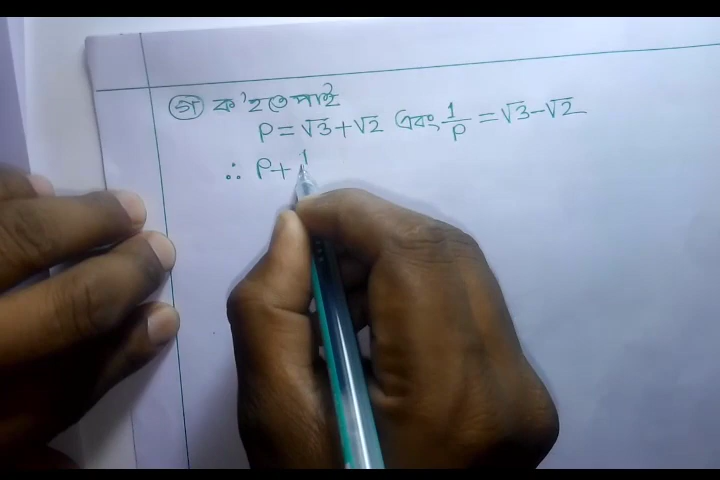 গ ক 'হতে পাই
P = √3 + √2 এবং 1/P = √3 - √2
∴ P + 1